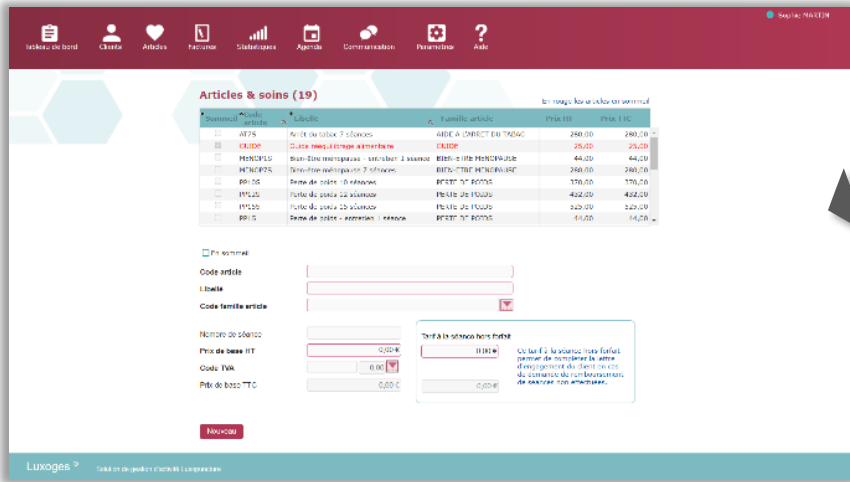 Sophie MARTIN
Tableau de bord Clients Articles Factures Statistiques Agenda Communication Paramètres Aide
Articles & soins (19)
En rouge les articles en sommeil
Sommeil Code article Libellé Famille article Prix HT Prix TTC
AT7S Arrêt du tabac 7 séances AIDE A L'ARRET DU TABAC 280,00 280,00
GUIDE Guide rééquilibrage alimentaire GUIDE 25,00 25,00
MENOP1S Bien-être ménopause - entretien 1 séance BIEN-ETRE MENOPAUSE 44,00 44,00
MENOP7S Bien-être ménopause 7 séances BIEN-ETRE MENOPAUSE 280,00 280,00
PP10S Perte de poids 10 séances PERTE DE POIDS 370,00 370,00
PP12S Perte de poids 12 séances PERTE DE POIDS 432,00 432,00
PP15S Perte de poids 15 séances PERTE DE POIDS 525,00 525,00
PP1S Perte de poids - entretien 1 séance PERTE DE POIDS 44,00 44,00
En sommeil
Code article
Libellé
Code famille article
Nombre de séance
Tarif à la séance hors forfait
Prix de base HT 0,00 €
0,00 €
Code TVA 0,00
Prix de base TTC 0,00 €
0,00 €
Ce tarif à la séance hors forfait
permet de compléter la lettre
d'engagement du client en cas
de demande de remboursement
de séances non effectuées.
Nouveau
Luxoges Solution de gestion d'activité Luxopuncture